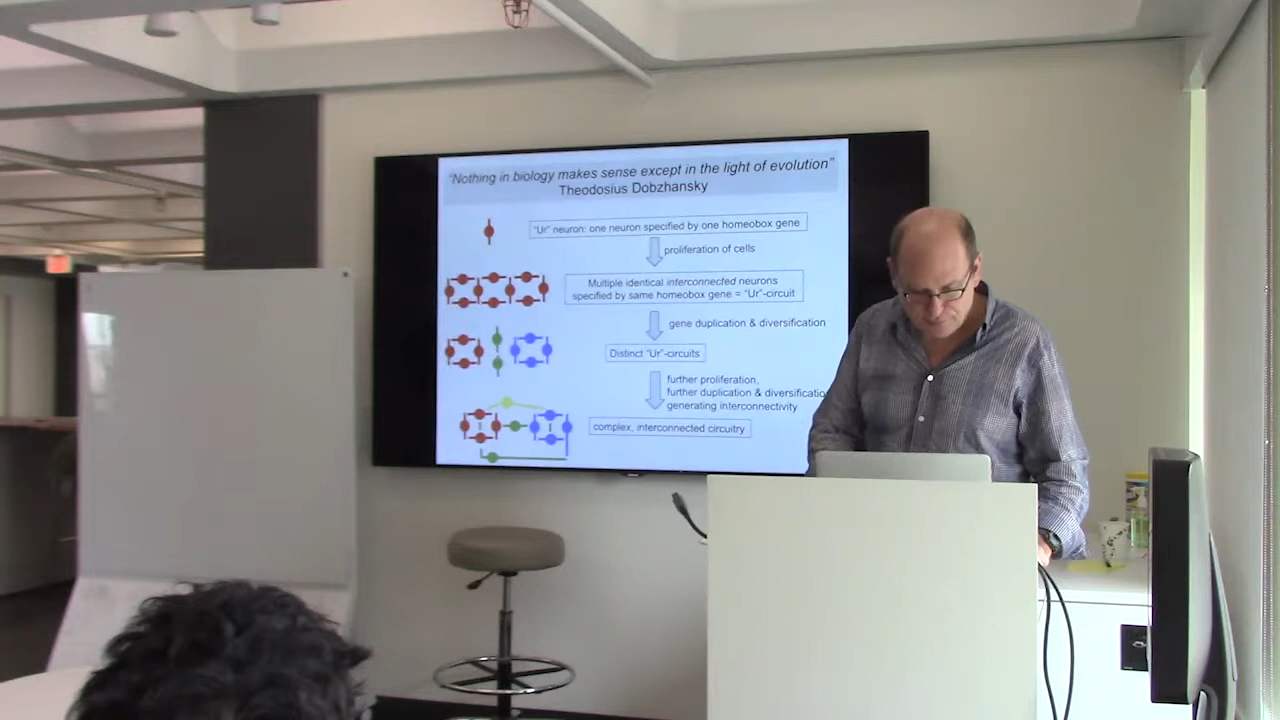 "Nothing in biology makes sense except in the light of evolution"
Theodosius Dobzhansky
"Ur" neuron: one neuron specified by one homeobox gene
proliferation of cells
Multiple identical interconnected neurons
specified by same homeobox gene = "Ur"-circuit
gene duplication & diversification
Distinct "Ur"-circuits
further proliferation,
further duplication & diversificatio
generating interconnectivity
complex, interconnected circuitry